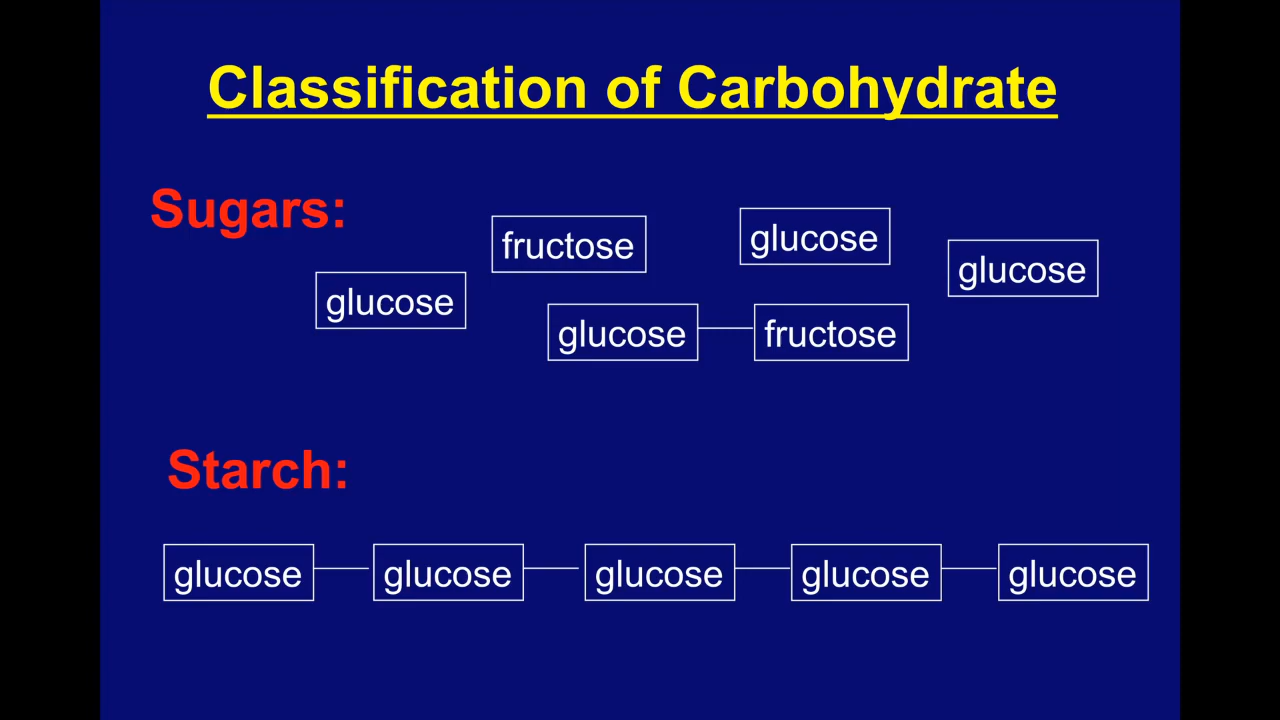 Classification of Carbohydrate
Sugars:
fructose
glucose
glucose
glucose
glucose fructose
Starch:
glucose glucose glucose glucose glucose